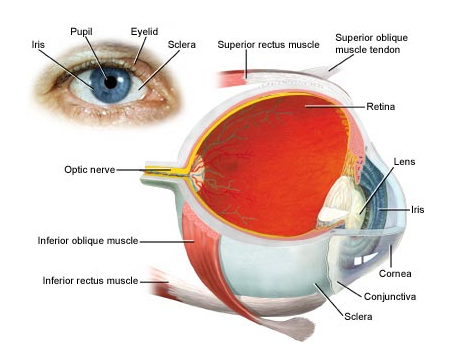 Pupil
Eyelid
Iris
Sclera
Superior rectus muscle
Superior oblique
muscle tendon
Retina
Lens
Optic nerve
Iris
Inferior oblique muscle
Cornea
Inferior rectus muscle
Conjunctiva
Sclera